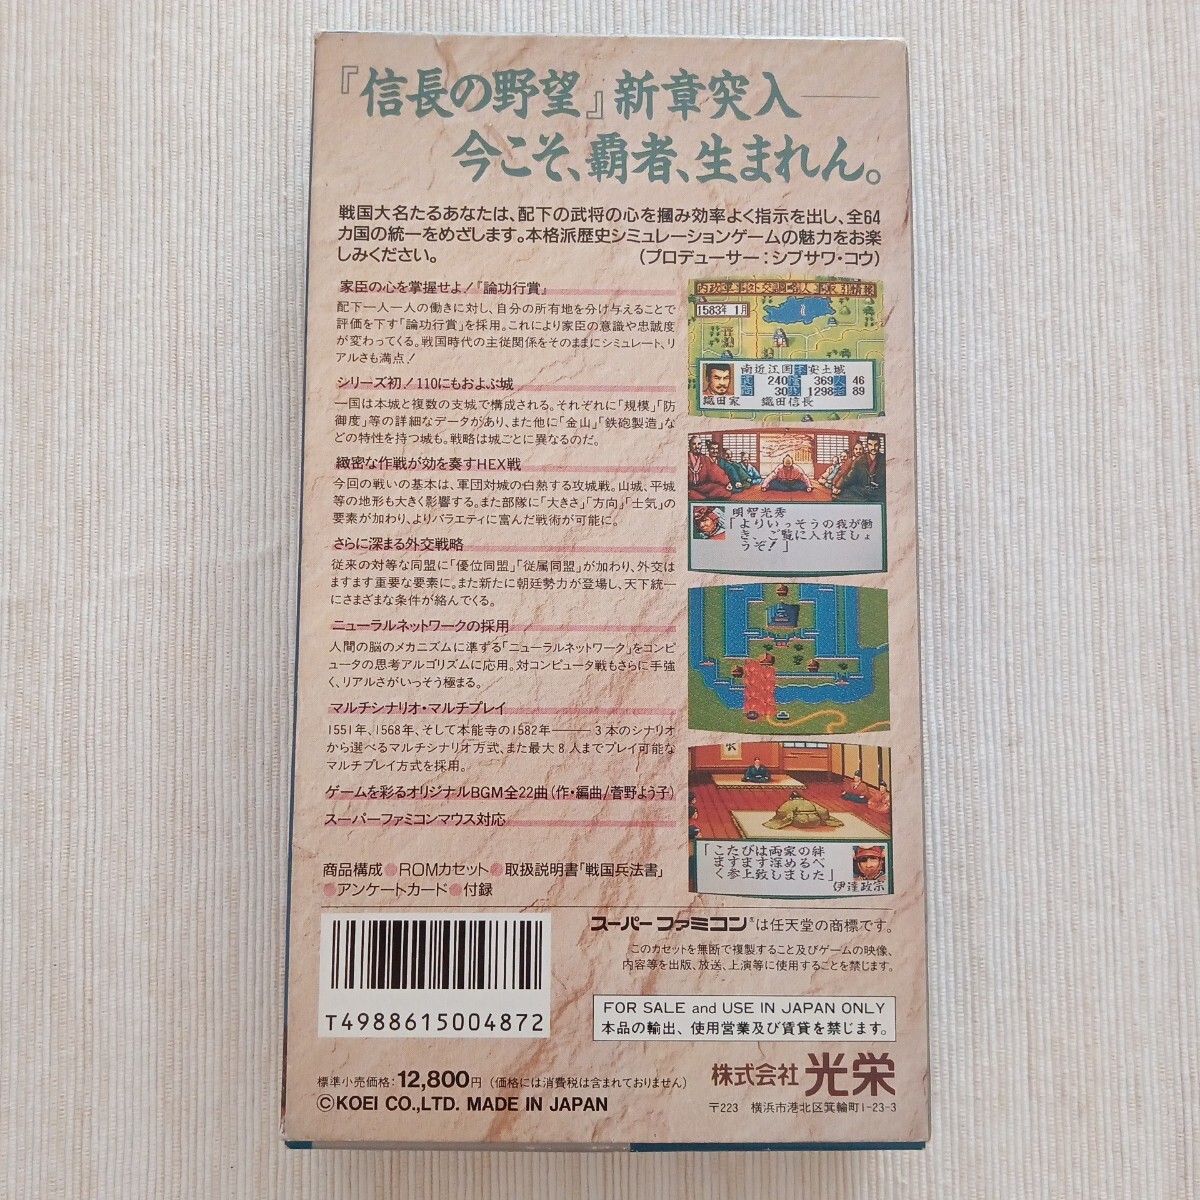 『信長の野望』新章突入――
今こそ、覇者、生まれん。
戦国大名たるあなたは、配下の武将の心を摑み効率よく指示を出し、全64
カ国の統一をめざします。本格派歴史シミュレーションゲームの魅力をお楽
しみください。 (プロデューサー:シブサワ・コウ)
家臣の心を掌握せよ!『論功行賞』
配下一人一人の働きに対し、自分の所有地を分け与えることで
評価を下す「論功行賞」を採用。これにより家臣の意識や忠誠度
が変わってくる。戦国時代の主従関係をそのままにシミュレート、リ
アルさも満点!
シリーズ初!110にもおよぶ城
一国は本城と複数の支城で構成される。それぞれに「規模」「防
御度」等の詳細なデータがあり、また他に「金山」「鉄砲製造」な
どの特性を持つ城も。戦略は城ごとに異なるのだ。
緻密な作戦が効を奏すHEX戦
今回の戦いの基本は、軍団対城の白熱する攻城戦。山城、平城
等の地形も大きく影響する。また部隊に「大きさ」「方向」「士気」の
要素が加わり、よりバラエティに富んだ戦術が可能に。
さらに深まる外交戦略
従来の対等な同盟に「優位同盟」「従属同盟」が加わり、外交は
ますます重要な要素に。また新たに朝廷勢力が登場し、天下統一
にさまざまな条件が絡んでくる。
ニューラルネットワークの採用
人間の脳のメカニズムに準ずる「ニューラルネットワーク」をコンピ
ュータの思考アルゴリズムに応用。対コンピュータ戦もさらに手強
く、リアルさがいっそう極まる。
マルチシナリオ・マルチプレイ
1551年、1568年、そして本能寺の1582年――3本のシナリオ
から選べるマルチシナリオ方式、また最大8人までプレイ可能な
マルチプレイ方式を採用。
ゲームを彩るオリジナルBGM全22曲(作・編曲/菅野よう子)
スーパーファミコンマウス対応
1583年 1月
南近江国 安土城
240 369 46
30 1298 89
織田家 織田信長
明智光秀
「よりいっそうの我が働
き、ご覧に入れましょ
うぞ!」
「こたびは両家の絆
ますます深めるべ
く参上致しました」
伊達政宗
商品構成●ROMカセット●取扱説明書「戦国兵法書」
●アンケートカード●付録
スーパーファミコン®は任天堂の商標です。
このカセットを無断で複製すること及びゲームの映像、
内容等を出版、放送、上演等に使用することを禁じます。
T4988615004872
FOR SALE and USE IN JAPAN ONLY
本品の輸出、使用営業及び賃貸を禁じます。
標準小売価格:12,800円(価格には消費税は含まれておりません)
©KOEI CO.,LTD. MADE IN JAPAN
株式会社 光栄
〒223 横浜市港北区箕輪町1-23-3